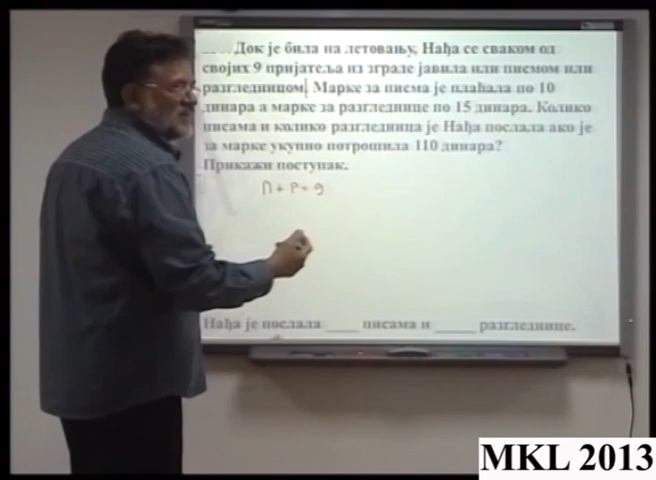 Док је била на летовању, Нађа се сваком од
својих 9 пријатеља из зграде јавила или писмом или
разгледницом. Марке за писма је плаћала по 10
динара а марке за разгледнице по 15 динара. Колико
писама и колико разгледница је Нађа послала ако је
за марке укупно потрошила 110 динара?
Прикажи поступак.
П + Р = 9
Нађа је послала ____ писама и _____ разгледнице.
MKL 2013